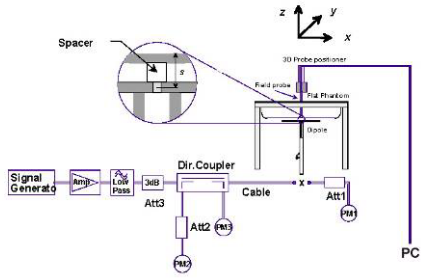 z
y
x
Spacer
s
3D Probe positioner
Field probe
Flat Phantom
Dipole
Dir.Coupler
Signal
Generato
Amp
Low
Pass
3dB
Cable
x
Att3
Att1
Att2
PM3
PM1
PM2
PC